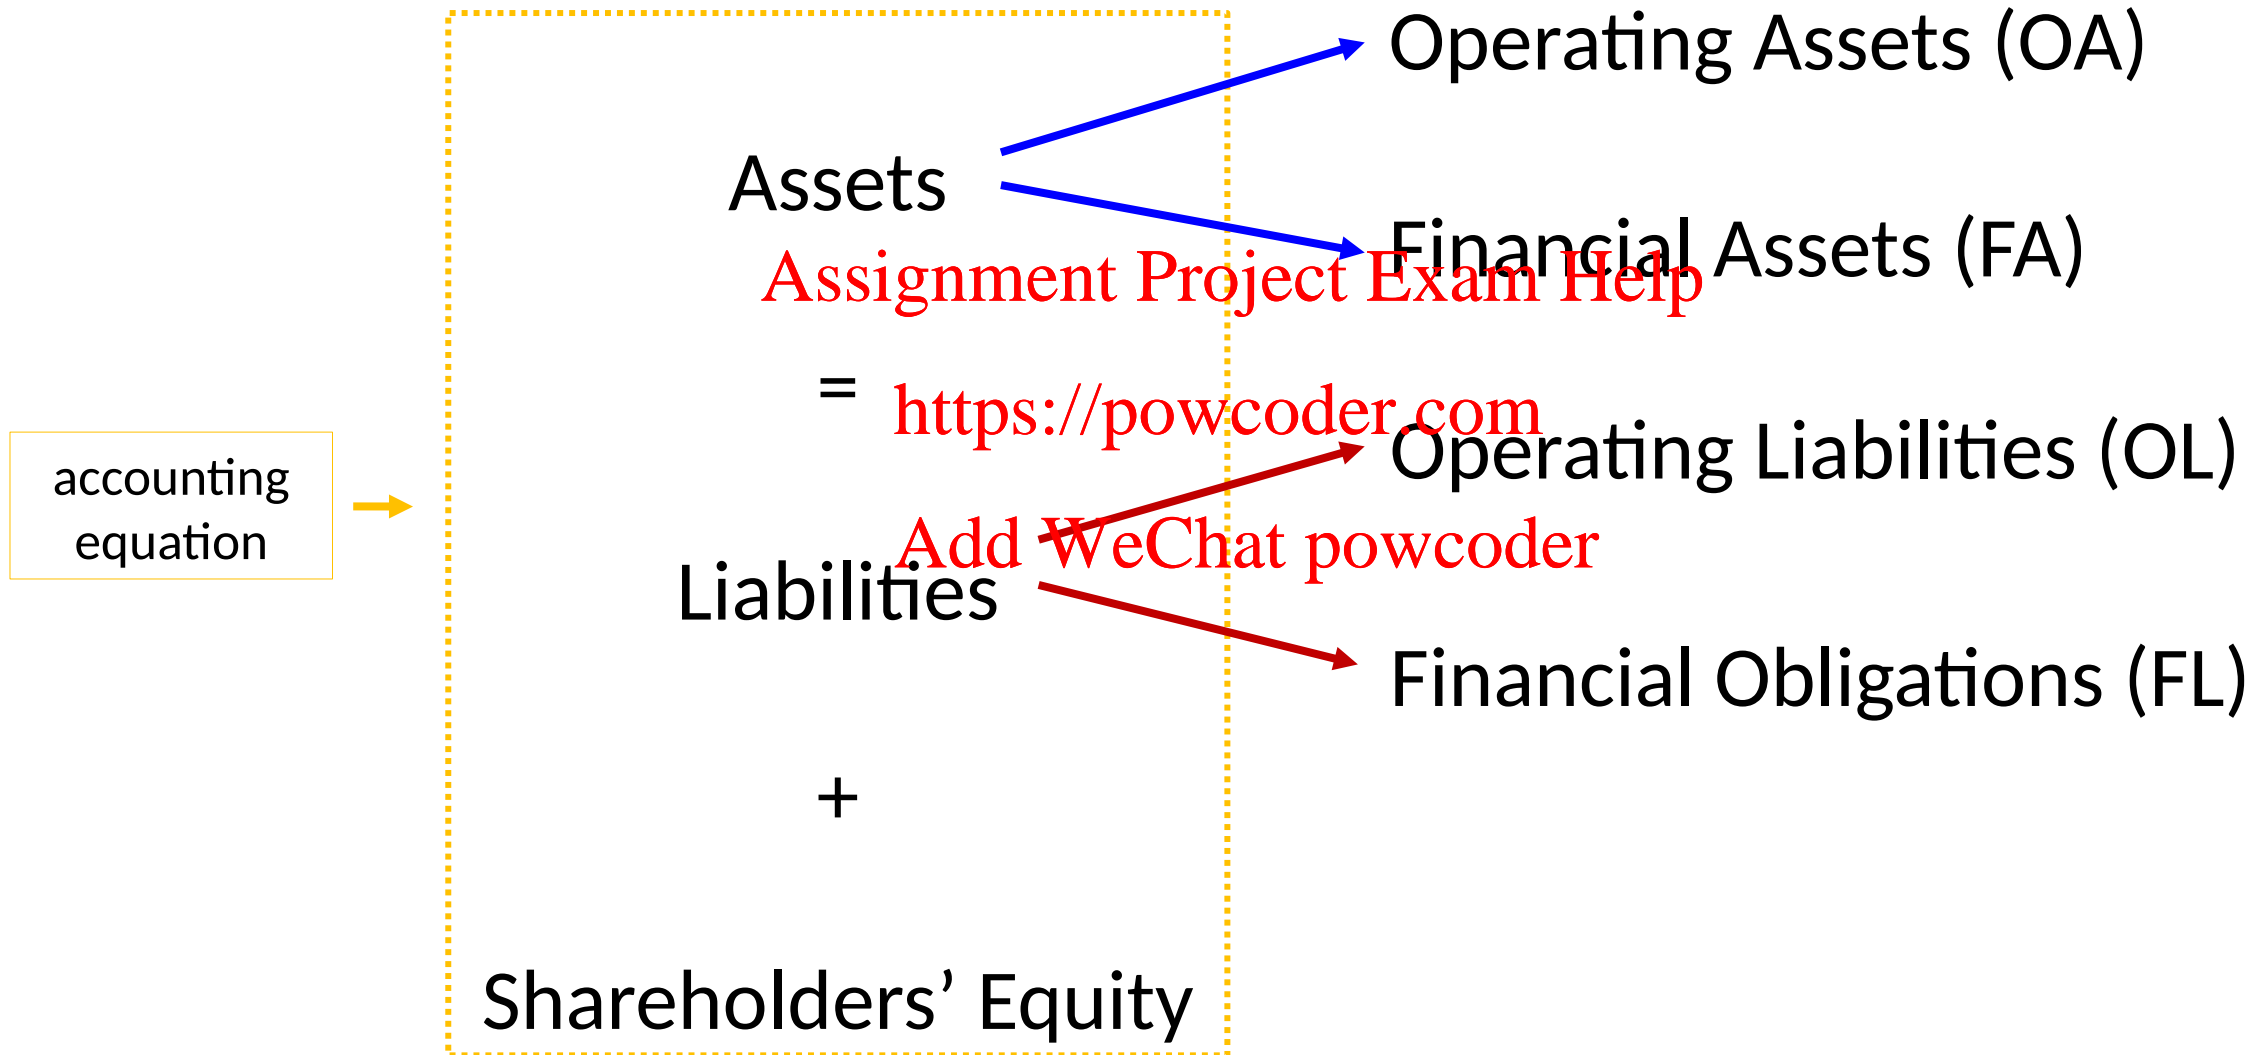 Operating Assets (OA)
Assets
Financial Assets (FA)
Assignment Project Exam Help
=
https://powcoder.com
Operating Liabilities (OL)
accounting
equation
Add WeChat powcoder
Liabilities
Financial Obligations (FL)
+
Shareholders’ Equity